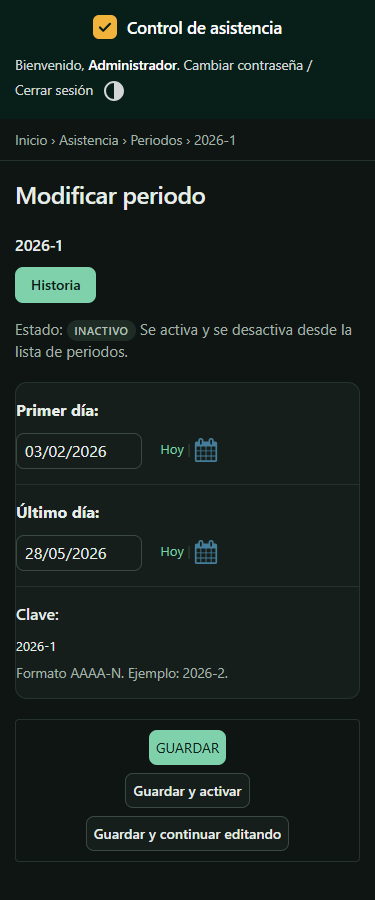 Control de asistencia
Bienvenido, Administrador. Cambiar contraseña /
Cerrar sesión
Inicio › Asistencia › Periodos › 2026-1
Modificar periodo
2026-1
Historia
Estado: INACTIVO Se activa y se desactiva desde la
lista de periodos.
Primer día:
03/02/2026 Hoy |
Último día:
28/05/2026 Hoy |
Clave:
2026-1
Formato AAAA-N. Ejemplo: 2026-2.
GUARDAR
Guardar y activar
Guardar y continuar editando